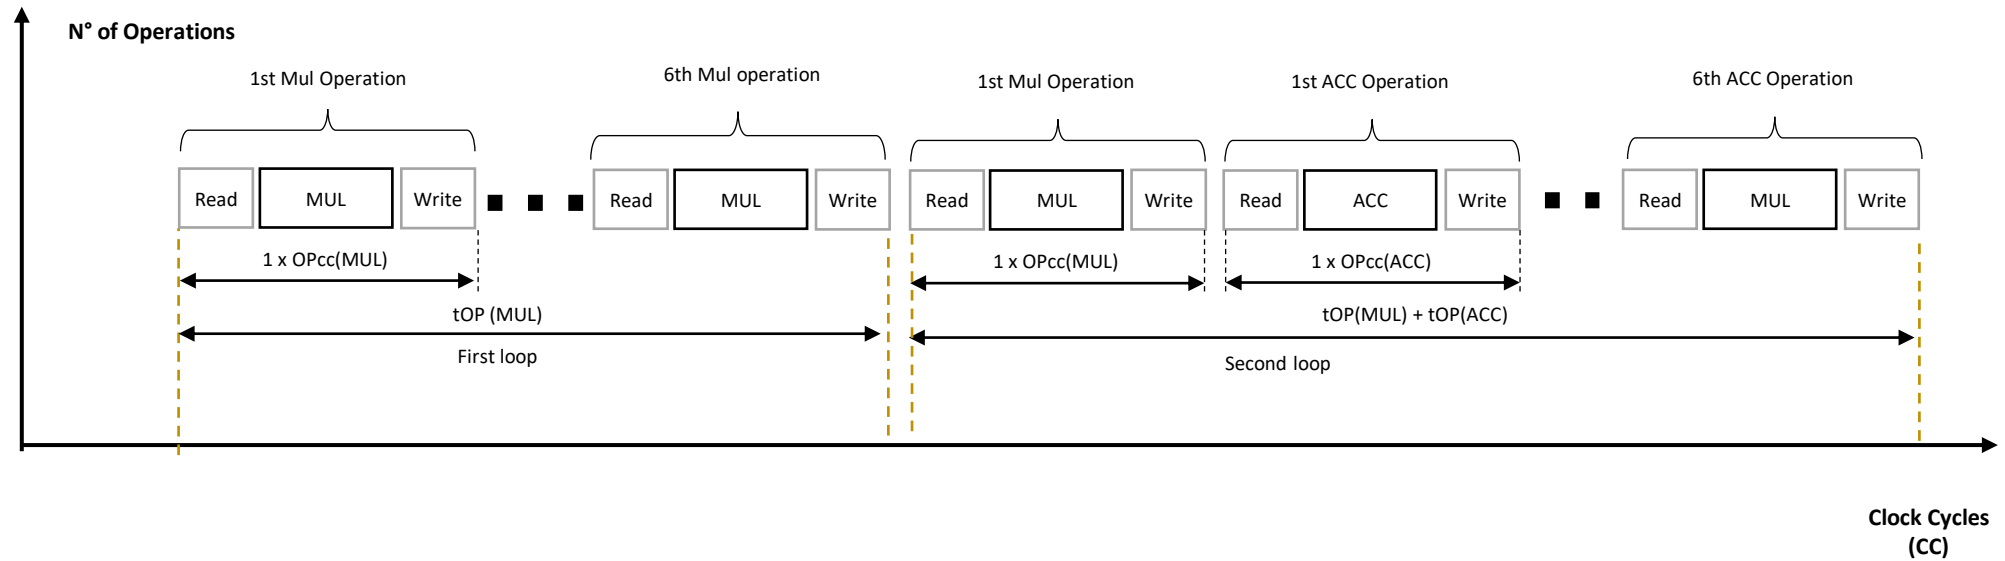 N° of Operations
1st Mul Operation
6th Mul operation
1st Mul Operation
1st ACC Operation
6th ACC Operation
Read
MUL
Write
Read
MUL
Write
Read
MUL
Write
Read
ACC
Write
Read
MUL
Write
1 x OPcc(MUL)
1 x OPcc(MUL)
1 x OPcc(ACC)
tOP (MUL)
tOP(MUL) + tOP(ACC)
First loop
Second loop
Clock Cycles
(CC)